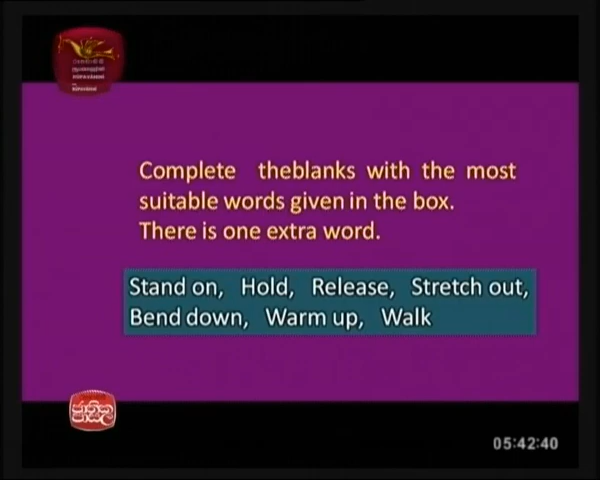 Complete theblanks with the most
suitable words given in the box.
There is one extra word.
Stand on, Hold, Release, Stretch out,
Bend down, Warm up, Walk
ජාතික
පාසල
05:42:40